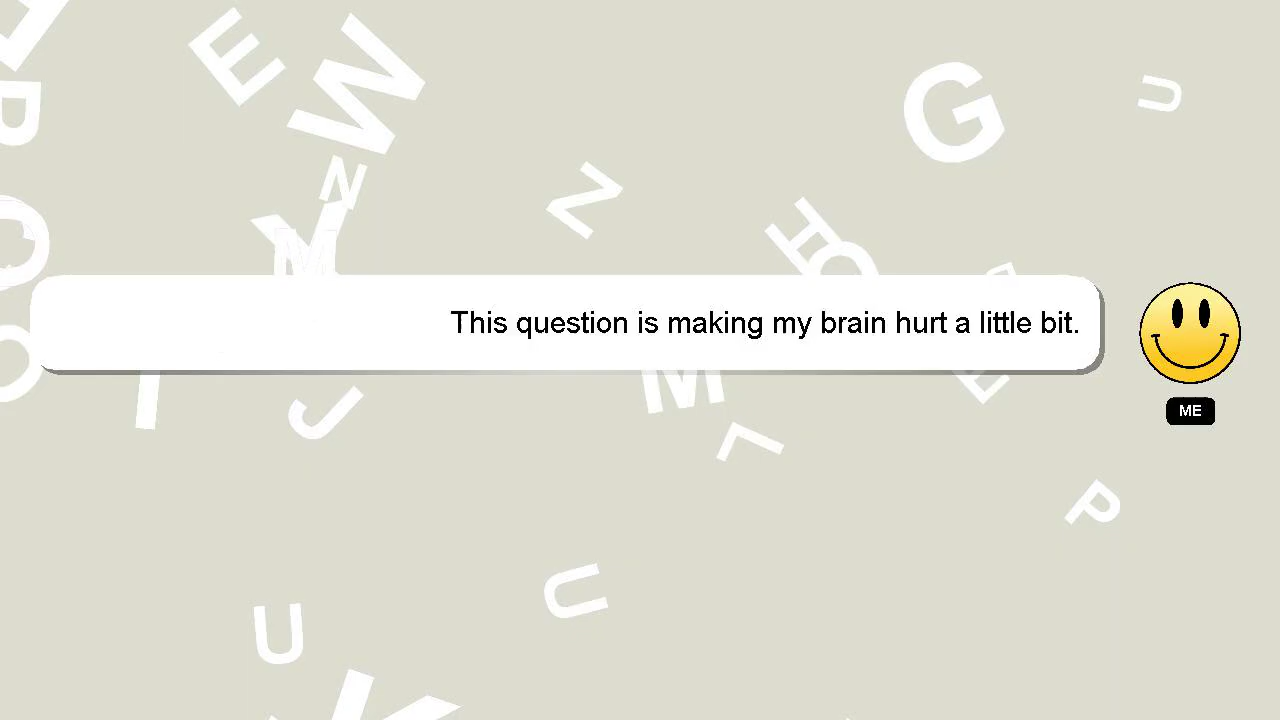 E
W
G
U
N
Z
M
H
O
This question is making my brain hurt a little bit.
ME
I
J
M
E
L
P
U
U
K